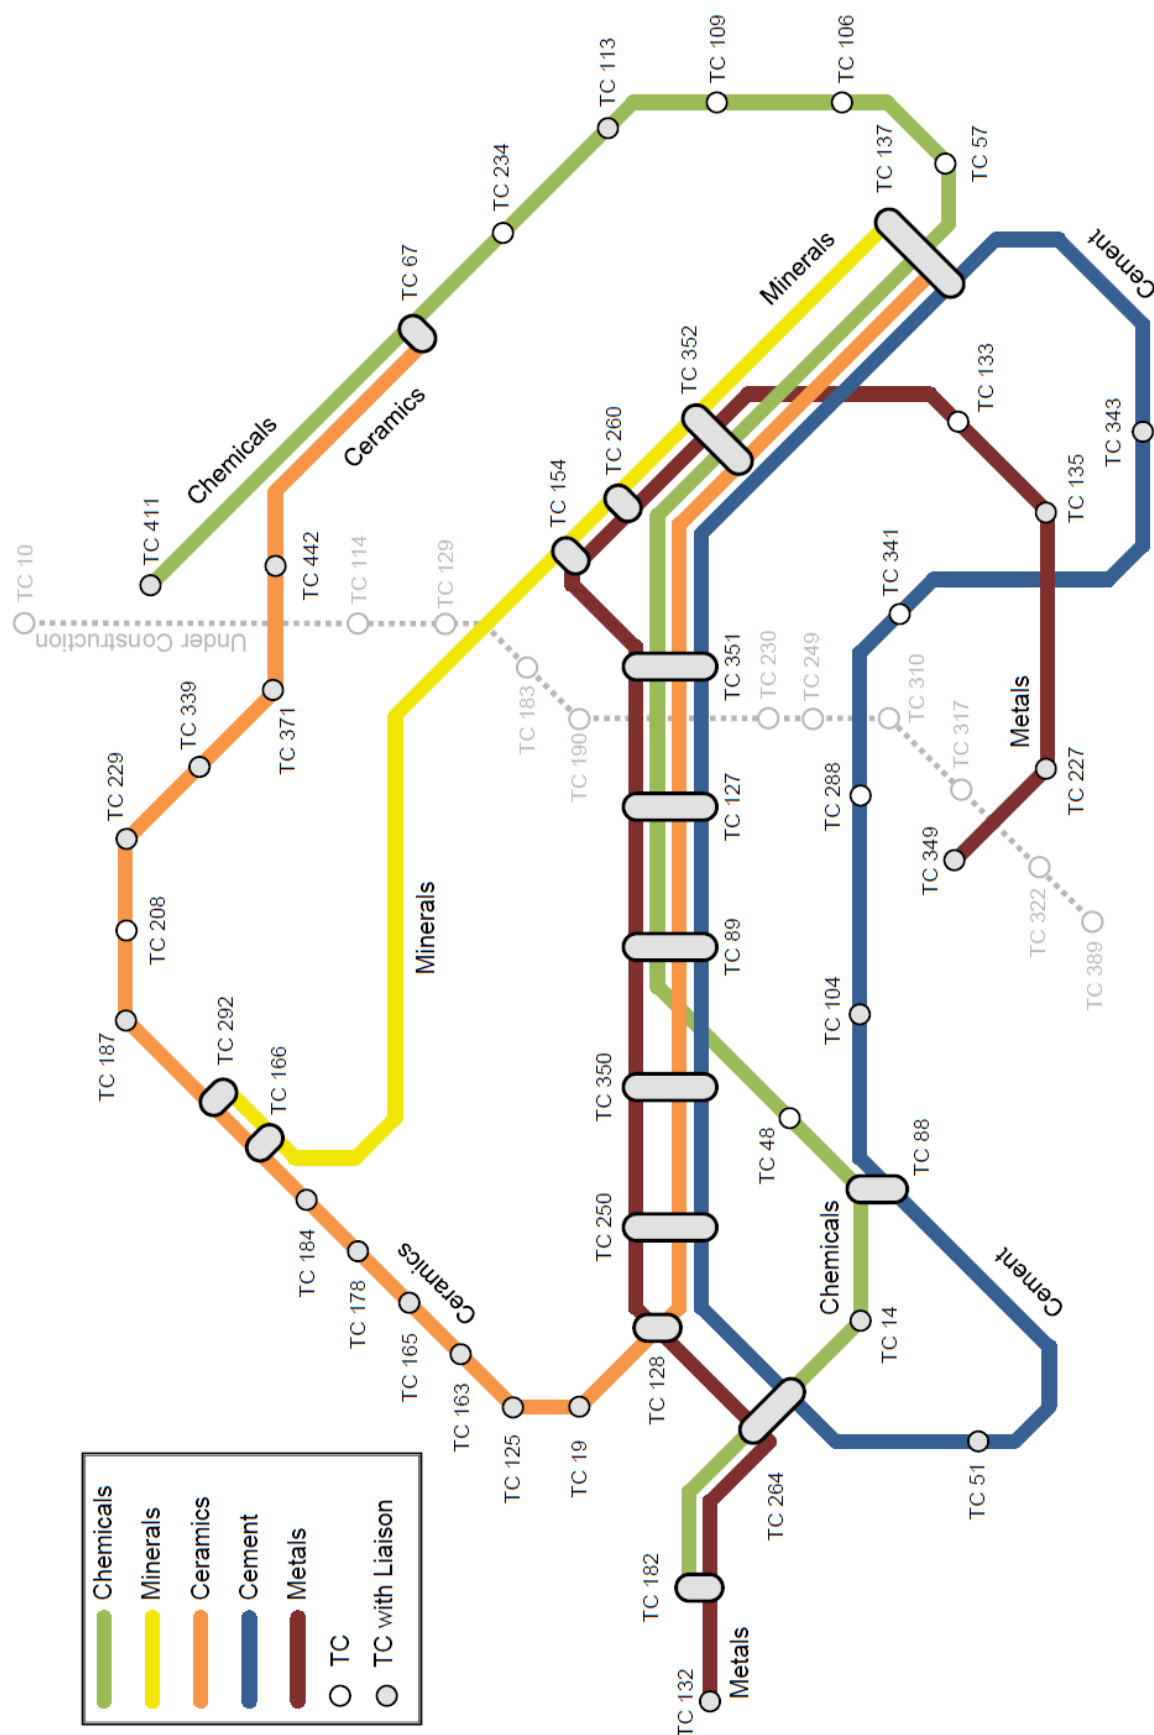 Chemicals
Minerals
Ceramics
Cement
Metals
TC
TC with Liaison
TC 132
Metals
TC 182
TC 264
TC 51
TC 128
TC 19
TC 125
TC 163
TC 165
TC 178
TC 184
Ceramics
TC 14
Chemicals
Cement
TC 88
TC 48
TC 250
TC 350
TC 166
TC 292
TC 187
TC 208
TC 229
TC 339
TC 371
TC 442
Minerals
TC 89
TC 127
TC 351
TC 104
TC 288
TC 341
TC 349
TC 227
Metals
TC 135
TC 133
TC 343
Cement
TC 389
TC 322
TC 317
TC 310
TC 249
TC 230
TC 190
TC 183
TC 129
TC 114
TC 10
Under Construction
TC 411
Chemicals
Ceramics
TC 67
TC 154
TC 260
TC 352
Minerals
TC 137
TC 57
TC 106
TC 109
TC 113
TC 234